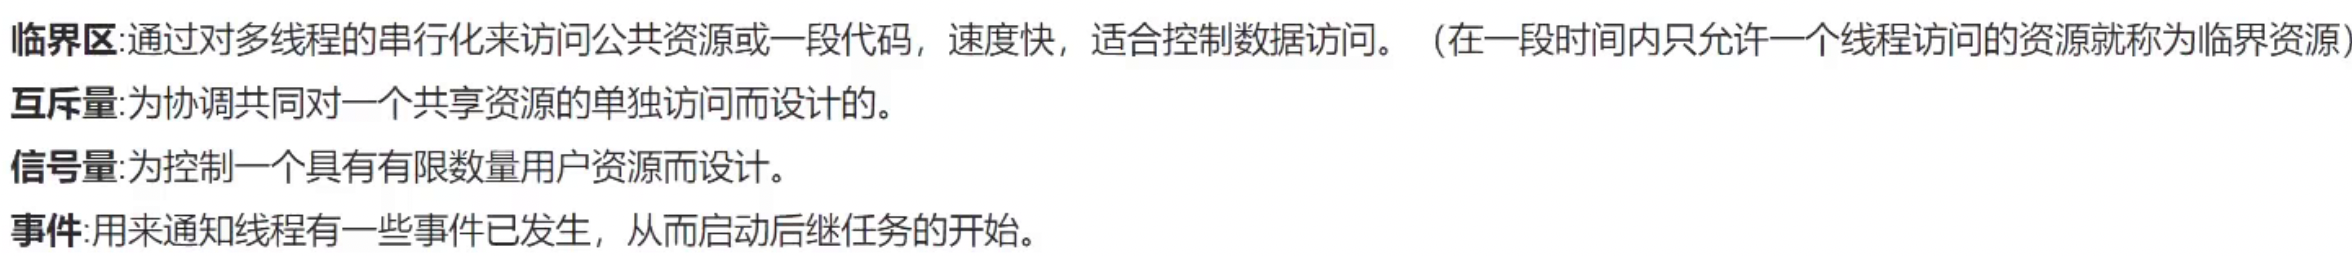 临界区:通过对多线程的串行化来访问公共资源或一段代码，速度快，适合控制数据访问。（在一段时间内只允许一个线程访问的资源就称为临界资源）
互斥量:为协调共同对一个共享资源的单独访问而设计的。
信号量:为控制一个具有有限数量用户资源而设计。
事件:用来通知线程有一些事件已发生，从而启动后继任务的开始。